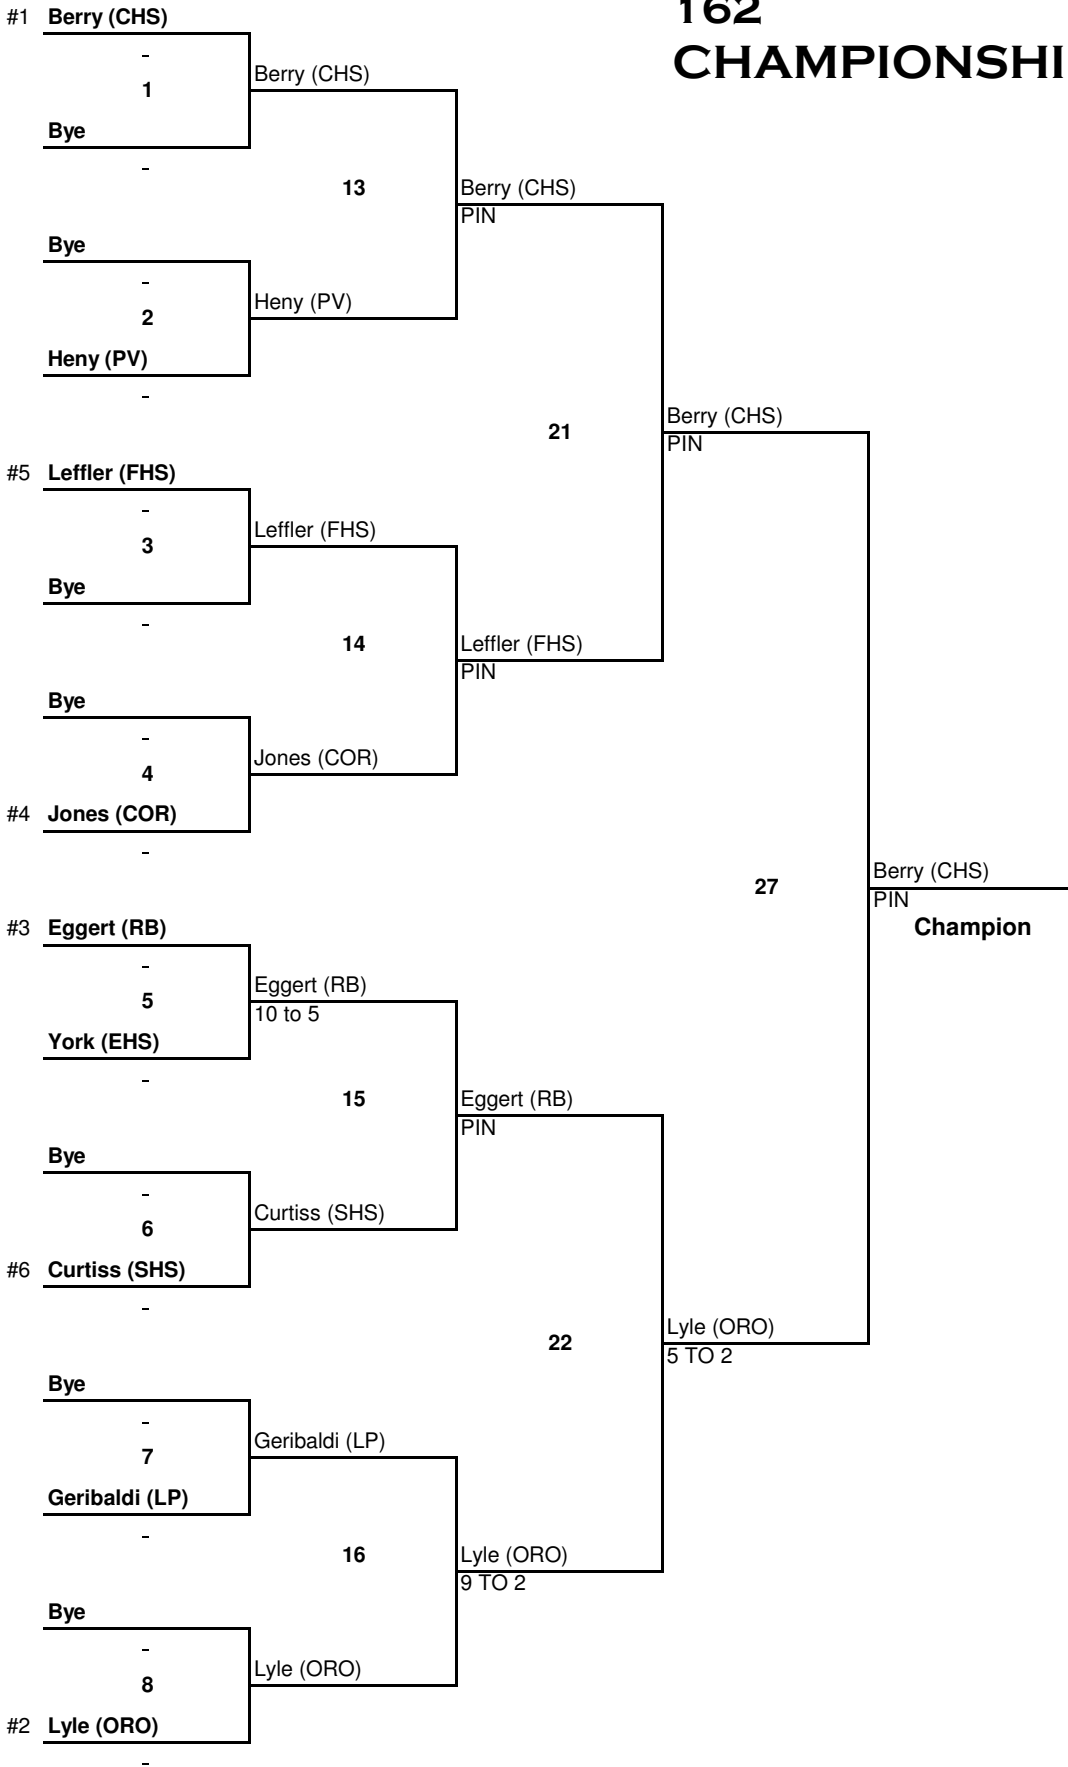 162
CHAMPIONSHI
#1 Berry (CHS)
-
1
Berry (CHS)
Bye
-
13
Berry (CHS)
PIN
Bye
-
2
Heny (PV)
Heny (PV)
-
21
Berry (CHS)
PIN
#5 Leffler (FHS)
-
3
Leffler (FHS)
Bye
-
14
Leffler (FHS)
PIN
Bye
-
4
Jones (COR)
#4 Jones (COR)
-
27
Berry (CHS)
PIN
Champion
#3 Eggert (RB)
-
5
Eggert (RB)
10 to 5
York (EHS)
-
15
Eggert (RB)
PIN
Bye
-
6
Curtiss (SHS)
#6 Curtiss (SHS)
-
22
Lyle (ORO)
5 TO 2
Bye
-
7
Geribaldi (LP)
Geribaldi (LP)
-
16
Lyle (ORO)
9 TO 2
Bye
-
8
Lyle (ORO)
#2 Lyle (ORO)
-